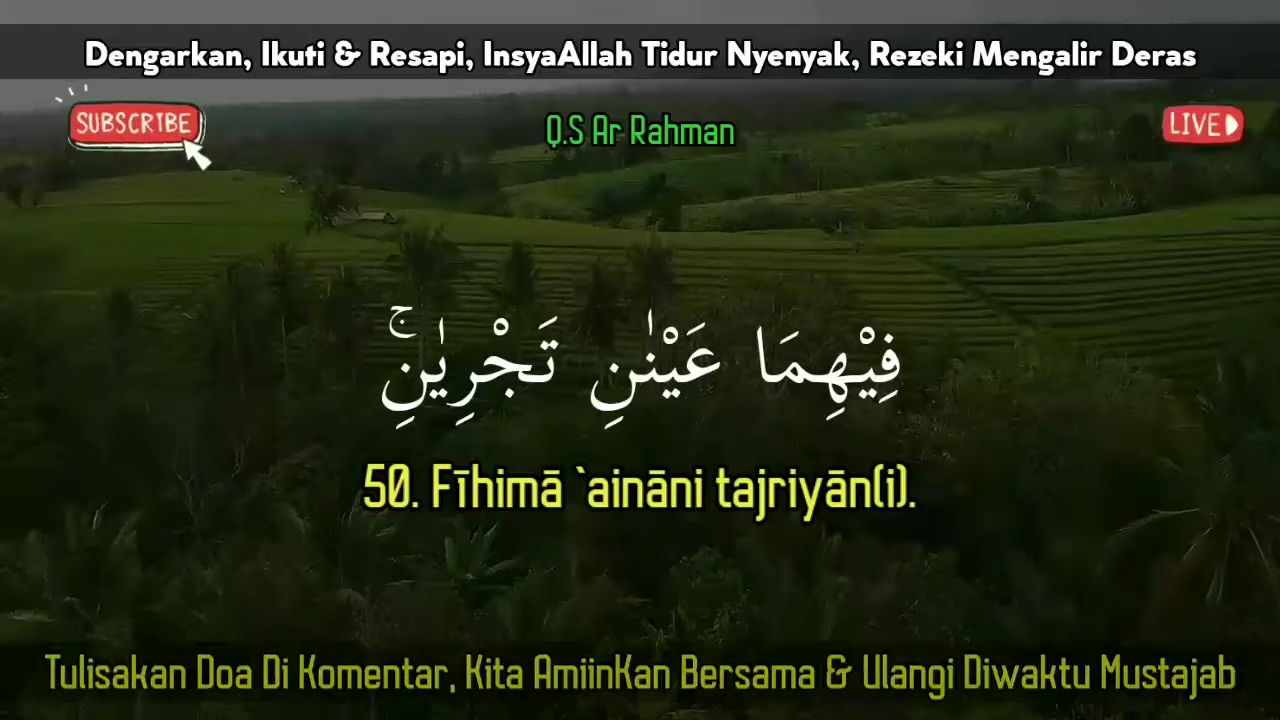 Dengarkan, Ikuti & Resapi, InsyaAllah Tidur Nyenyak, Rezeki Mengalir Deras
SUBSCRIBE
Q.S Ar Rahman
LIVE
فِيْهِمَا عَيْنٰنِ تَجْرِيٰنِۚ
50. Fīhimā `aināni tajriyān(i).
Tulisakan Doa Di Komentar, Kita AmiinKan Bersama & Ulangi Diwaktu Mustajab